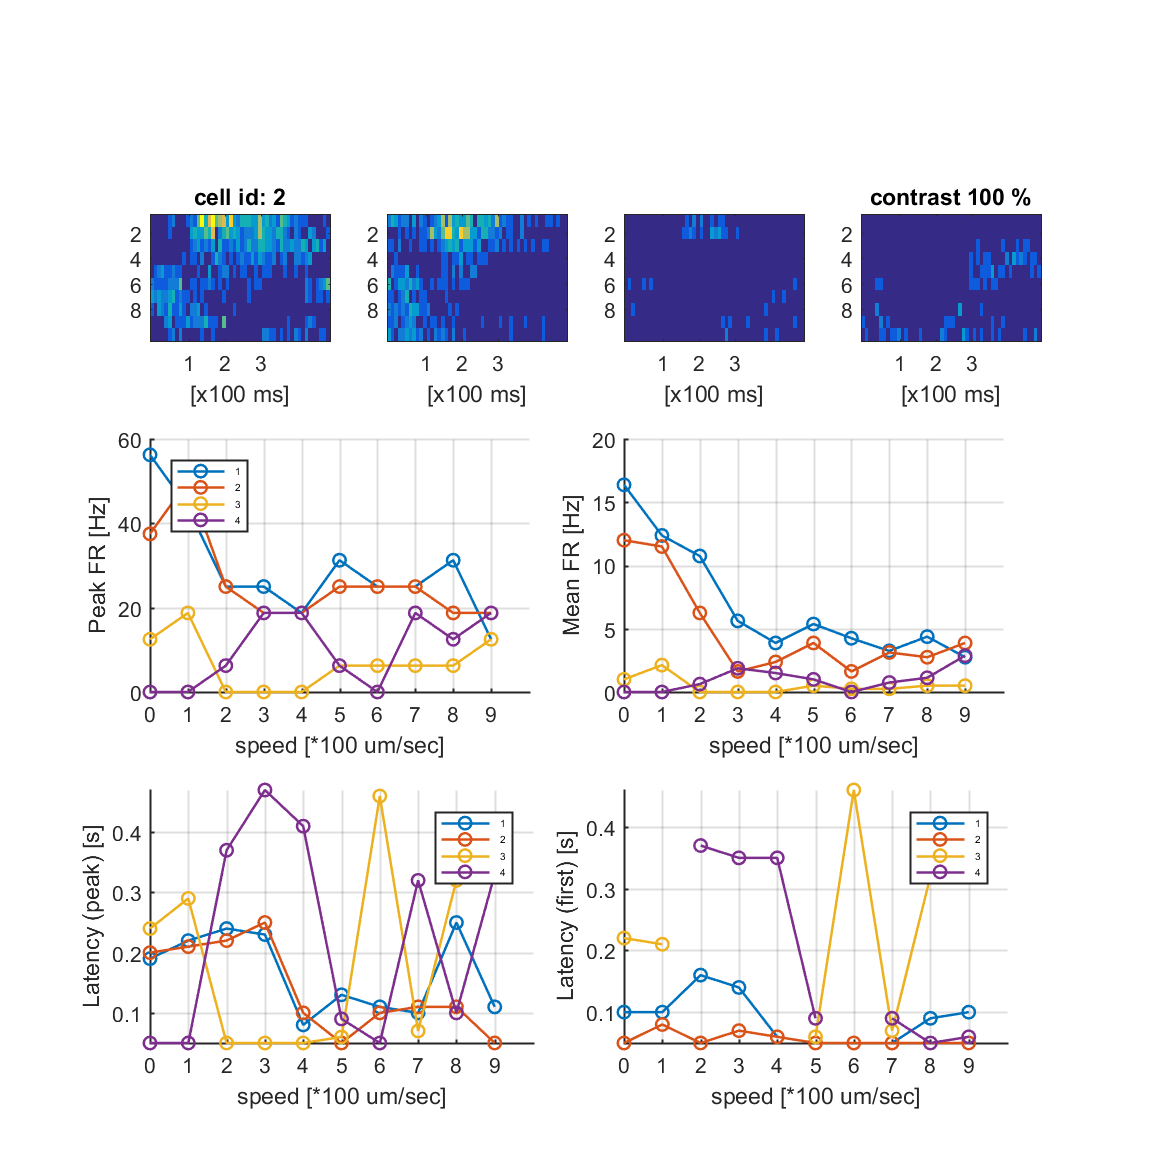 cell id: 2
contrast 100 %
2
4
6
8
1 2 3
[x100 ms]
2
4
6
8
1 2 3
[x100 ms]
2
4
6
8
1 2 3
[x100 ms]
2
4
6
8
1 2 3
[x100 ms]
Peak FR [Hz]
60
40
20
0
1
2
3
4
0 1 2 3 4 5 6 7 8 9
speed [*100 um/sec]
Mean FR [Hz]
20
15
10
5
0
0 1 2 3 4 5 6 7 8 9
speed [*100 um/sec]
Latency (peak) [s]
0.4
0.3
0.2
0.1
1
2
3
4
0 1 2 3 4 5 6 7 8 9
speed [*100 um/sec]
Latency (first) [s]
0.4
0.3
0.2
0.1
1
2
3
4
0 1 2 3 4 5 6 7 8 9
speed [*100 um/sec]